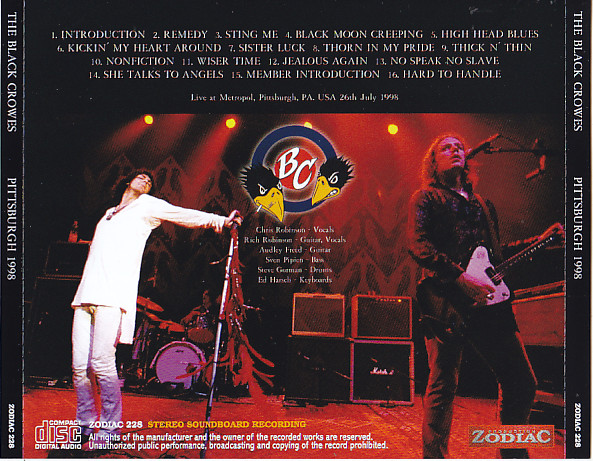 1. INTRODUCTION 2. REMEDY 3. STING ME 4. BLACK MOON CREEPING 5. HIGH HEAD BLUES
6. KICKIN' MY HEART AROUND 7. SISTER LUCK 8. THORN IN MY PRIDE 9. THICK N' THIN
10. NONFICTION 11. WISER TIME 12. JEALOUS AGAIN 13. NO SPEAK NO SLAVE
14. SHE TALKS TO ANGELS 15. MEMBER INTRODUCTION 16. HARD TO HANDLE
Live at Metropol, Pittsburgh, PA. USA 26th July 1998
BC
Chris Robinson - Vocals
Rich Robinson - Guitar, Vocals
Audley Freed - Guitar
Sven Pipien - Bass
Steve Gorman - Drums
Ed Harsch - Keyboards
COMPACT
disc
DIGITAL AUDIO
ZODIAC 228 STEREO SOUNDBOARD RECORDING
All rights of the manufacturer and the owner of the recorded works are reserved.
Unauthorized public performance, broadcasting and copying of the record prohibited.
ZODIAC
THE BLACK CROWES PITTSBURGH 1998 ZODIAC 228
THE BLACK CROWES PITTSBURGH 1998 ZODIAC 228